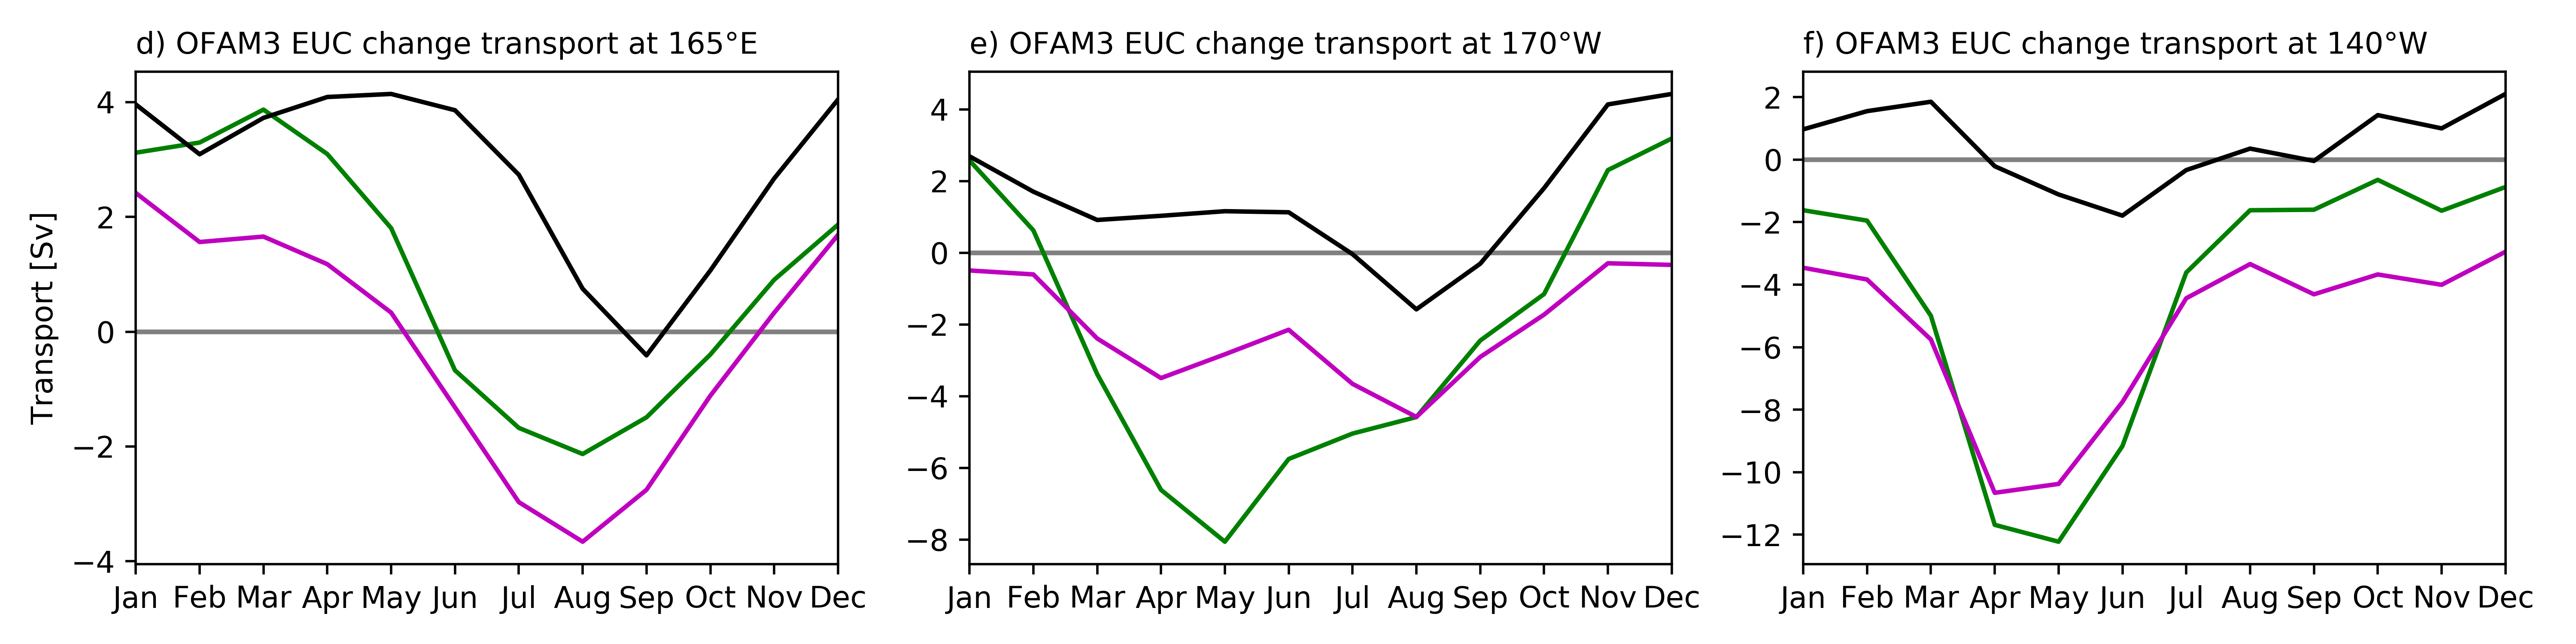 d) OFAM3 EUC change transport at 165°E
e) OFAM3 EUC change transport at 170°W
f) OFAM3 EUC change transport at 140°W
Transport [Sv]
4
2
0
−2
−4
Jan Feb Mar Apr May Jun Jul Aug Sep Oct Nov Dec
4
2
0
−2
−4
−6
−8
Jan Feb Mar Apr May Jun Jul Aug Sep Oct Nov Dec
2
0
−2
−4
−6
−8
−10
−12
Jan Feb Mar Apr May Jun Jul Aug Sep Oct Nov Dec